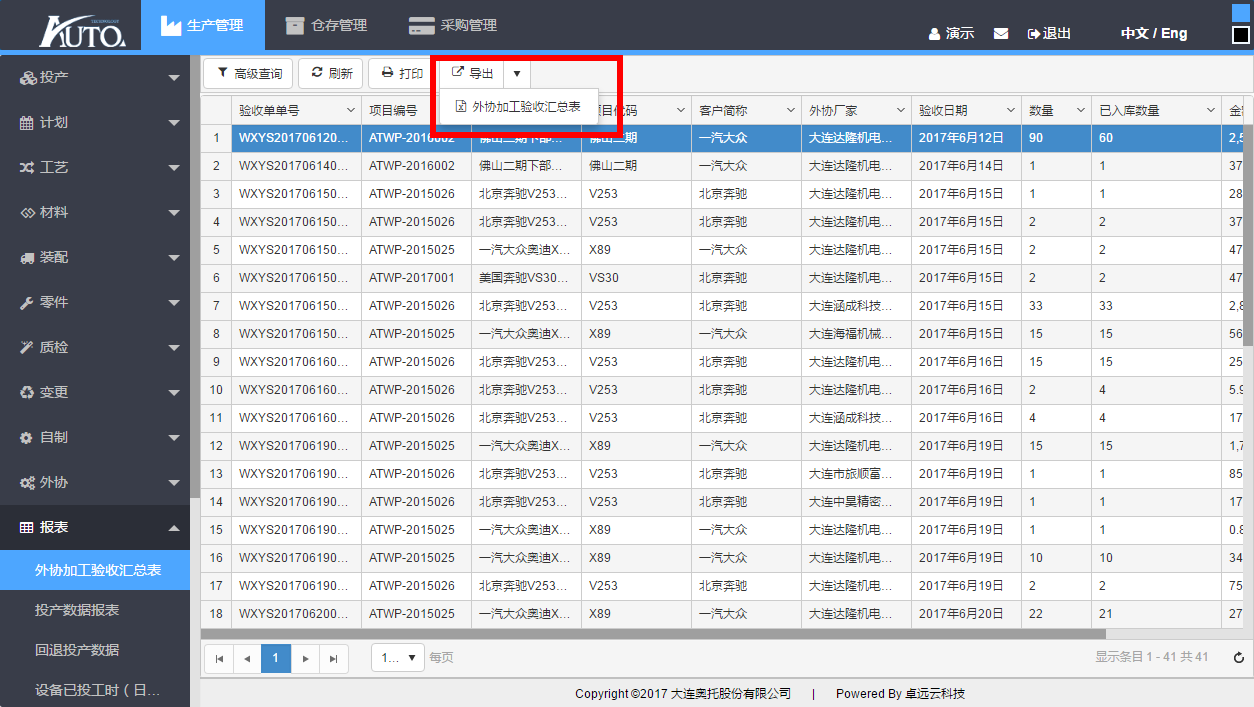 AUTO.
生产管理
仓存管理
采购管理
演示
退出
中文 / Eng
投产
计划
工艺
材料
装配
零件
质检
变更
自制
外协
报表
外协加工验收汇总表
投产数据报表
回退投产数据
设备已投工时（日...
高级查询 刷新 打印 导出
外协加工验收汇总表
验收单单号 项目编号 项目代码 客户简称 外协厂家 验收日期 数量 已入库数量
1 WXYS201706120... ATWP-2016002 佛山二期下部... 佛山二期 一汽大众 大连达隆机电... 2017年6月12日 90 60 2,5
2 WXYS201706140... ATWP-2016002 佛山二期下部... 佛山二期 一汽大众 大连达隆机电... 2017年6月14日 1 1 37
3 WXYS201706150... ATWP-2015026 北京奔驰V253... V253 北京奔驰 大连达隆机电... 2017年6月15日 1 1 28
4 WXYS201706150... ATWP-2015026 北京奔驰V253... V253 北京奔驰 大连达隆机电... 2017年6月15日 2 2 37
5 WXYS201706150... ATWP-2015025 一汽大众奥迪X... X89 一汽大众 大连达隆机电... 2017年6月15日 2 2 47
6 WXYS201706150... ATWP-2017001 美国奔驰VS30... VS30 北京奔驰 大连达隆机电... 2017年6月15日 2 2 47
7 WXYS201706150... ATWP-2015026 北京奔驰V253... V253 北京奔驰 大连涵成科技... 2017年6月15日 33 33 2,8
8 WXYS201706150... ATWP-2015025 一汽大众奥迪X... X89 一汽大众 大连海福机械... 2017年6月15日 15 15 56
9 WXYS201706160... ATWP-2015026 北京奔驰V253... V253 北京奔驰 大连达隆机电... 2017年6月16日 15 15 25
10 WXYS201706160... ATWP-2015026 北京奔驰V253... V253 北京奔驰 大连达隆机电... 2017年6月16日 2 4 5.9
11 WXYS201706160... ATWP-2015026 北京奔驰V253... V253 北京奔驰 大连涵成科技... 2017年6月16日 4 4 17
12 WXYS201706190... ATWP-2015025 一汽大众奥迪X... X89 一汽大众 大连达隆机电... 2017年6月19日 15 15 1,7
13 WXYS201706190... ATWP-2015026 北京奔驰V253... V253 北京奔驰 大连市旅顺富... 2017年6月19日 1 1 85
14 WXYS201706190... ATWP-2015026 北京奔驰V253... V253 北京奔驰 大连中昊精密... 2017年6月19日 1 1 17
15 WXYS201706190... ATWP-2015025 一汽大众奥迪X... X89 一汽大众 大连达隆机电... 2017年6月19日 1 1 0.8
16 WXYS201706190... ATWP-2015025 一汽大众奥迪X... X89 一汽大众 大连达隆机电... 2017年6月19日 10 10 34
17 WXYS201706190... ATWP-2015026 北京奔驰V253... V253 北京奔驰 大连达隆机电... 2017年6月19日 2 2 75
18 WXYS201706200... ATWP-2015025 一汽大众奥迪X... X89 一汽大众 大连达隆机电... 2017年6月20日 22 21 27
1 1... 每页 显示条目 1 - 41 共 41
Copyright ©2017 大连奥托股份有限公司 | Powered By 卓远云科技